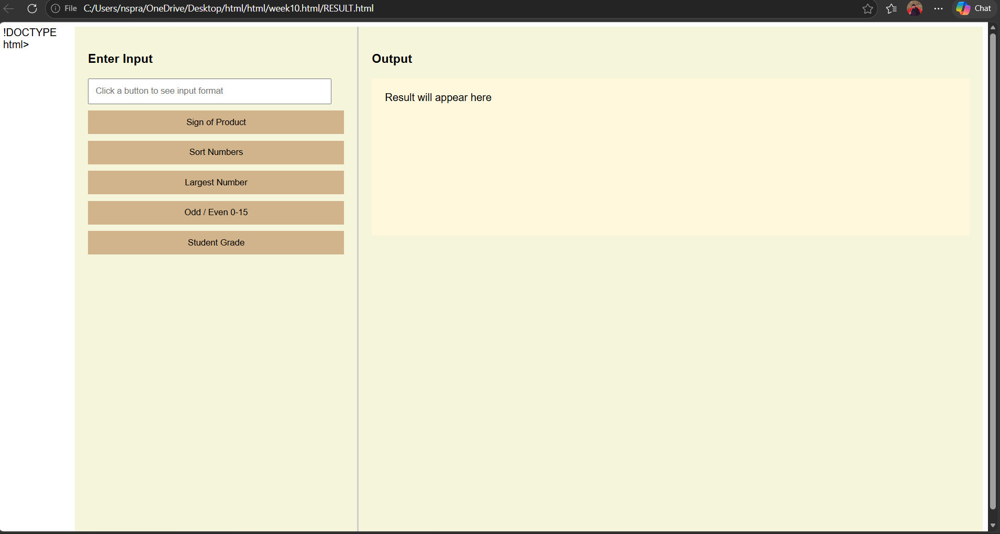 File C:/Users/nspra/OneDrive/Desktop/html/html/week10.html/RESULT.html
Chat
!DOCTYPE
html>
Enter Input
Click a button to see input format
Sign of Product
Sort Numbers
Largest Number
Odd / Even 0-15
Student Grade
Output
Result will appear here